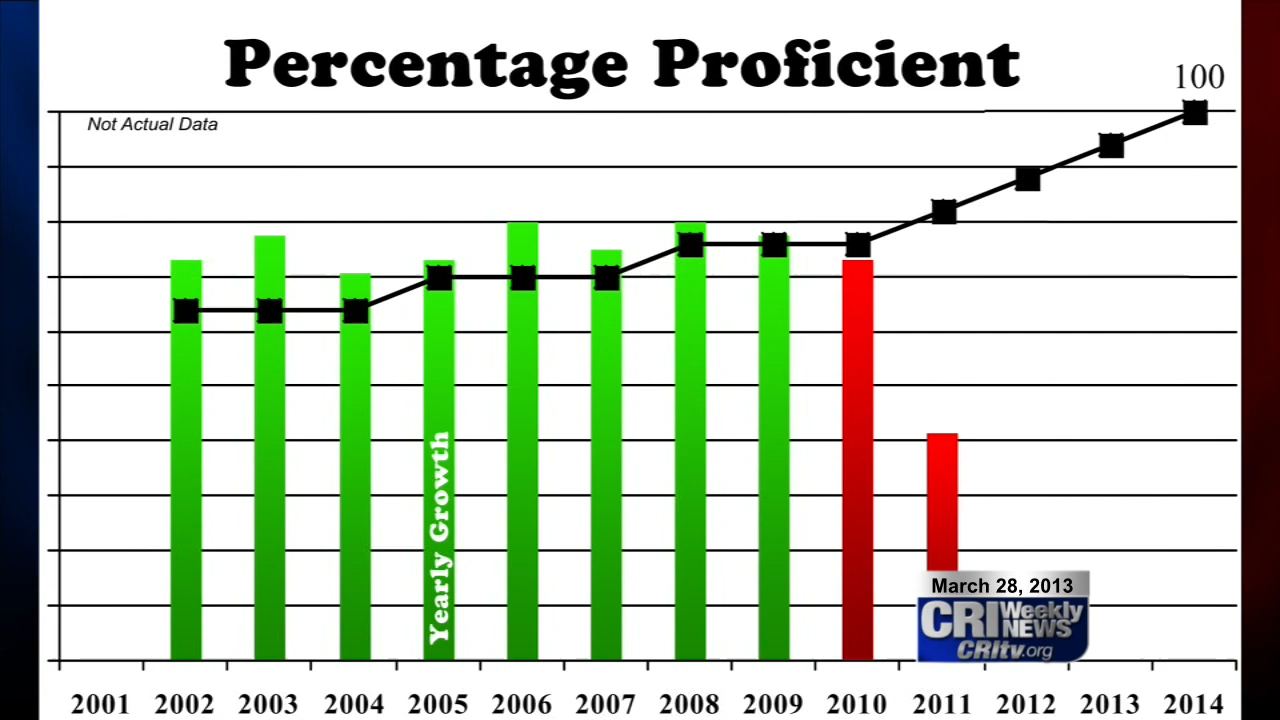 Percentage Proficient
100
Not Actual Data
Yearly Growth
March 28, 2013
CRI Weekly NEWS
CRItv.org
2001 2002 2003 2004 2005 2006 2007 2008 2009 2010 2011 2012 2013 2014